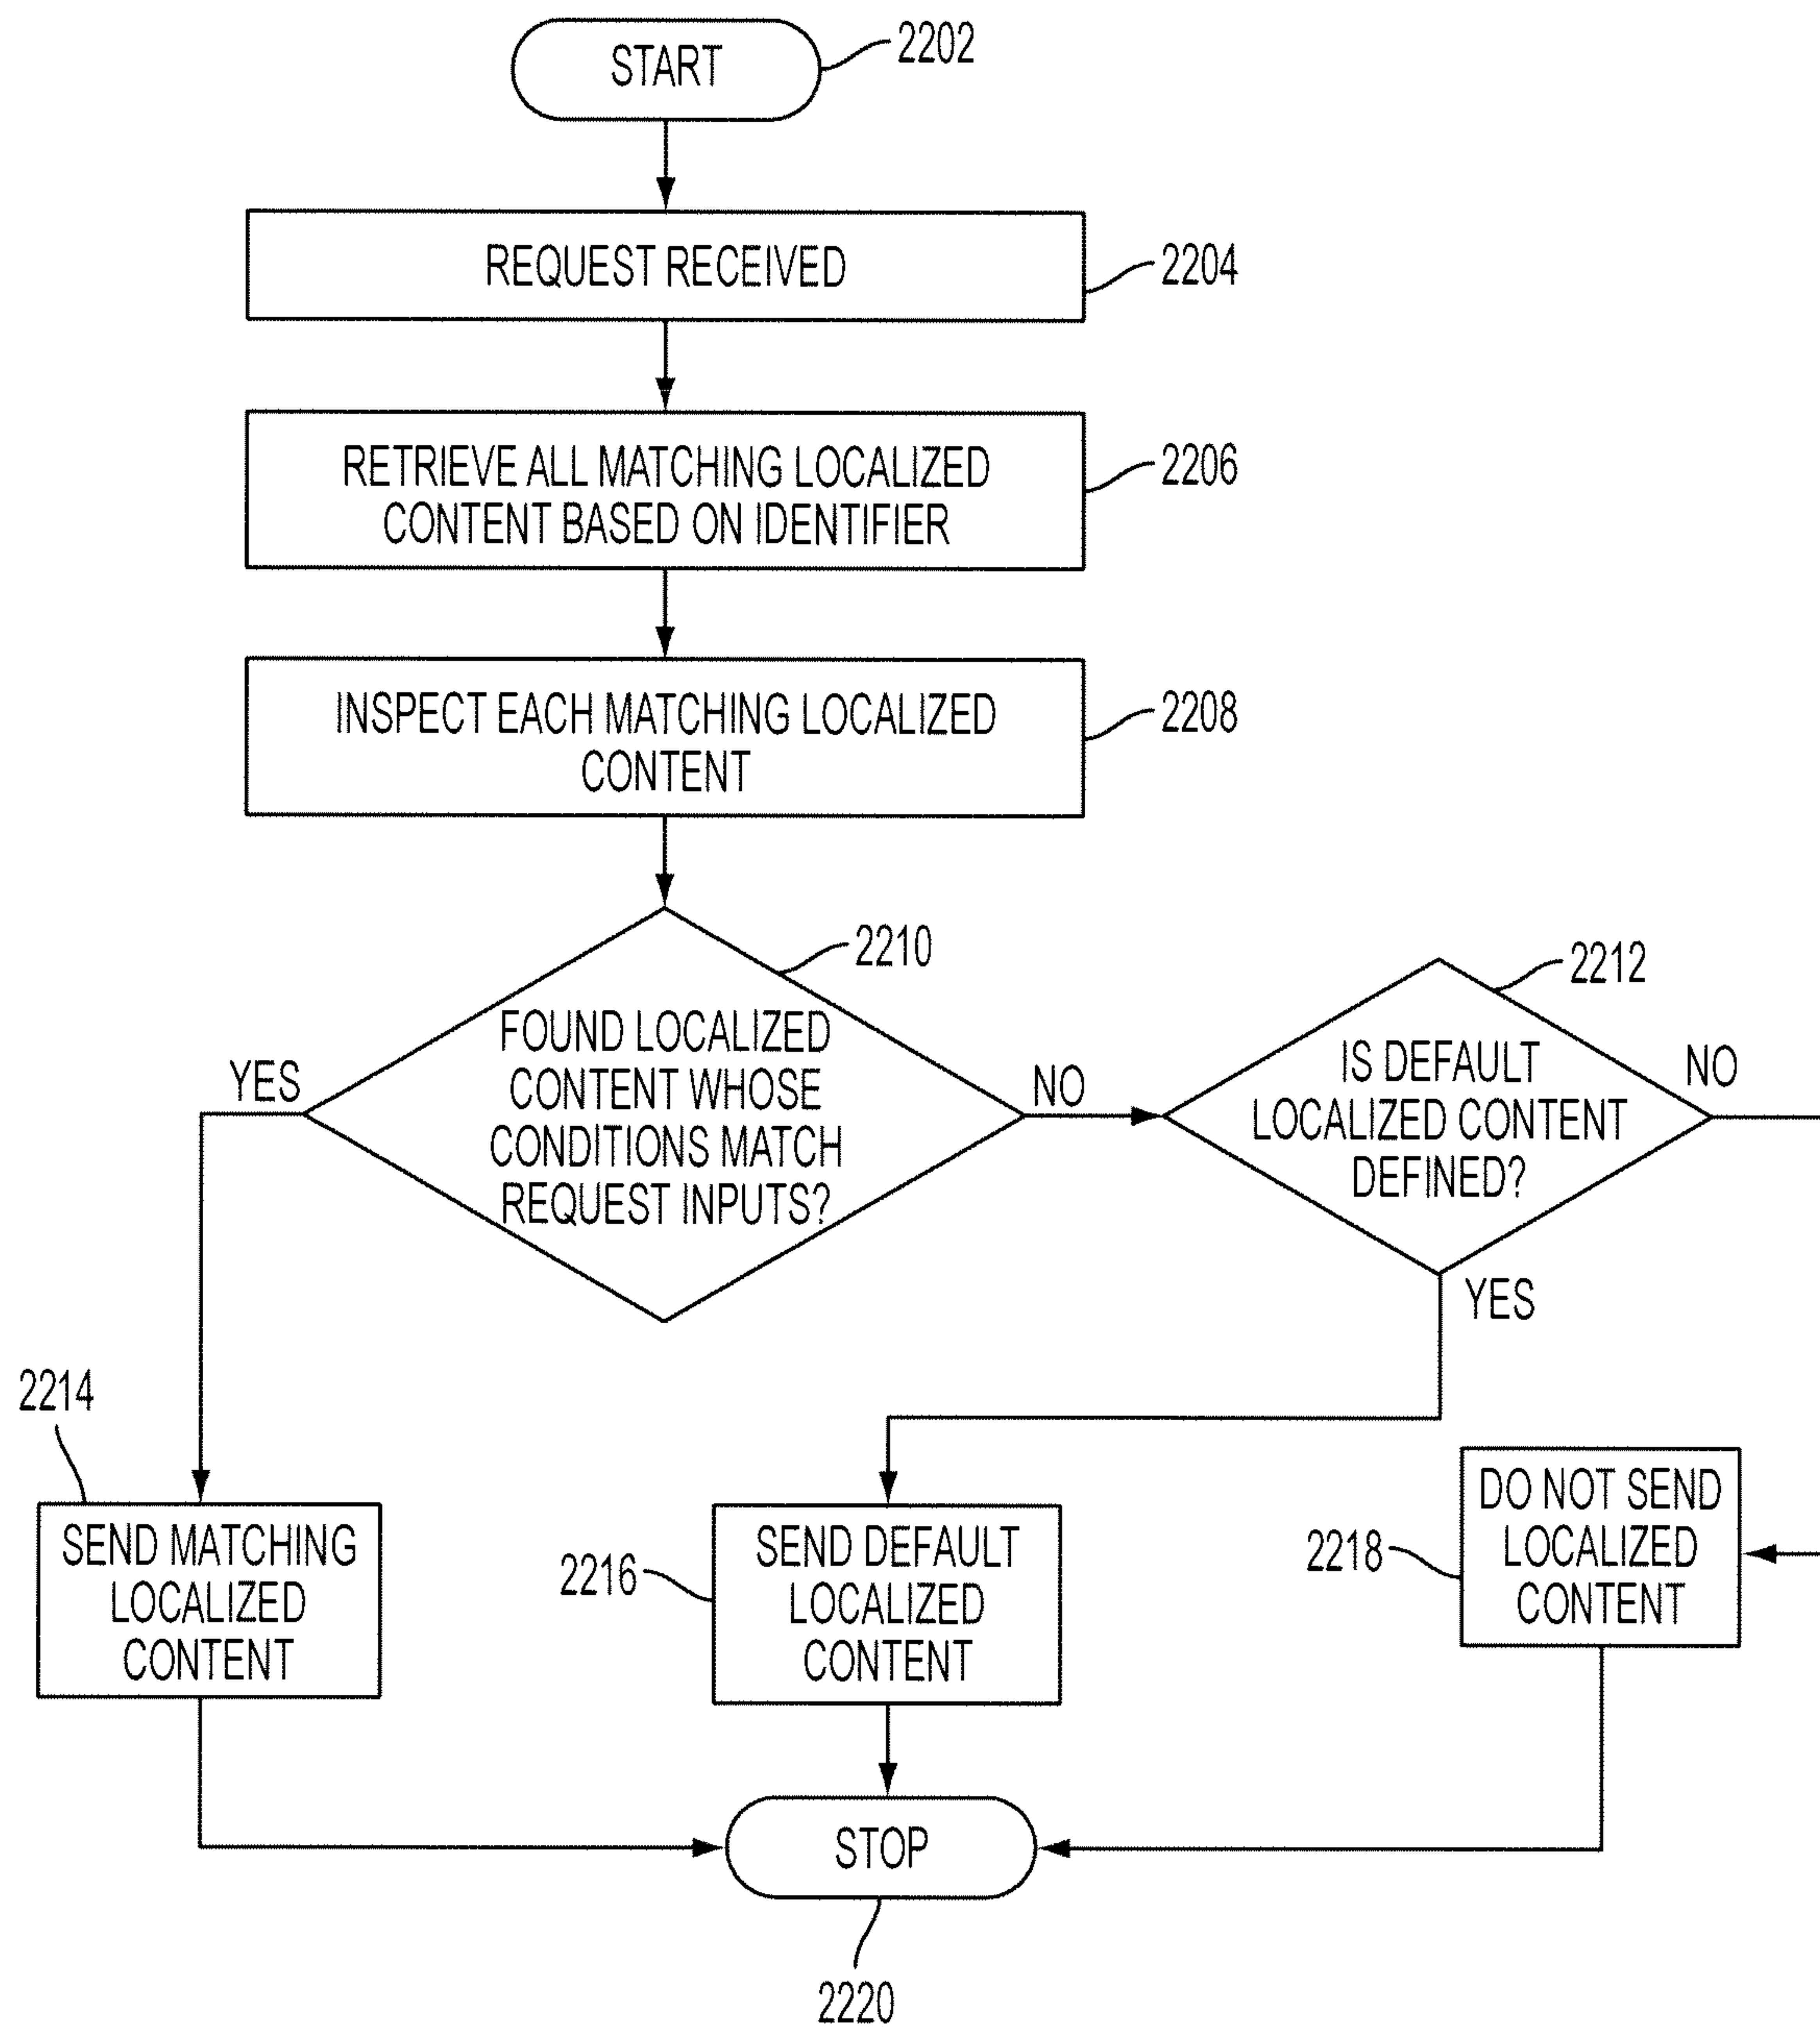 START
2202
REQUEST RECEIVED
2204
RETRIEVE ALL MATCHING LOCALIZED
CONTENT BASED ON IDENTIFIER
2206
INSPECT EACH MATCHING LOCALIZED
CONTENT
2208
2210
FOUND LOCALIZED
CONTENT WHOSE
CONDITIONS MATCH
REQUEST INPUTS?
YES
NO
2212
IS DEFAULT
LOCALIZED CONTENT
DEFINED?
NO
YES
2214
SEND MATCHING
LOCALIZED
CONTENT
2216
SEND DEFAULT
LOCALIZED
CONTENT
2218
DO NOT SEND
LOCALIZED
CONTENT
STOP
2220